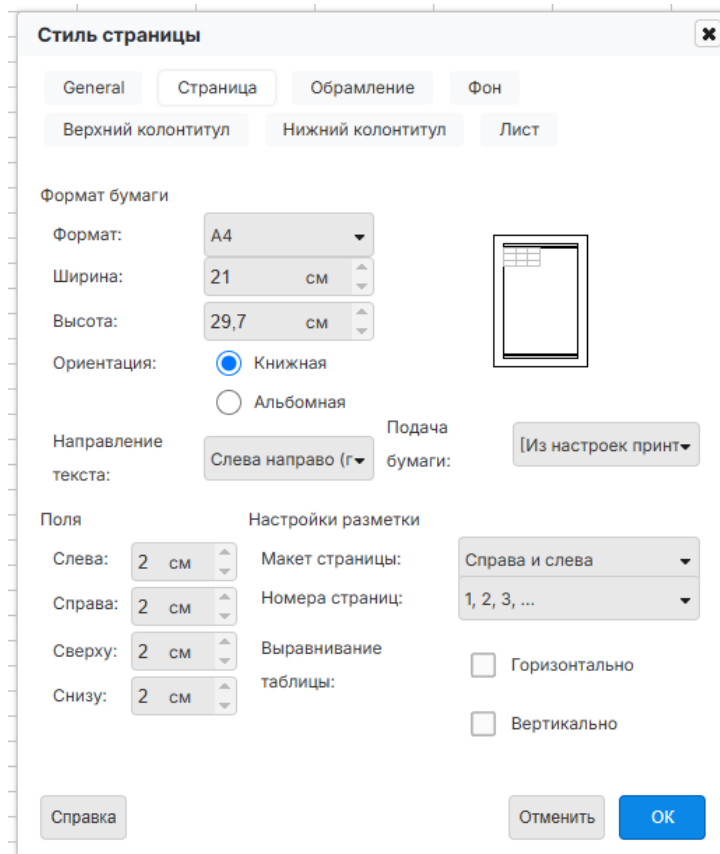 Стиль страницы
General Страница Обрамление Фон
Верхний колонтитул Нижний колонтитул Лист
Формат бумаги
Формат: A4
Ширина: 21 см
Высота: 29,7 см
Ориентация: Книжная
Альбомная
Направление текста: Слева направо (г
Подача бумаги: [Из настроек принт
Поля Настройки разметки
Слева: 2 см Макет страницы: Справа и слева
Справа: 2 см Номера страниц: 1, 2, 3, ...
Сверху: 2 см Выравнивание таблицы: Горизонтально
Снизу: 2 см Вертикально
Справка Отменить ОК